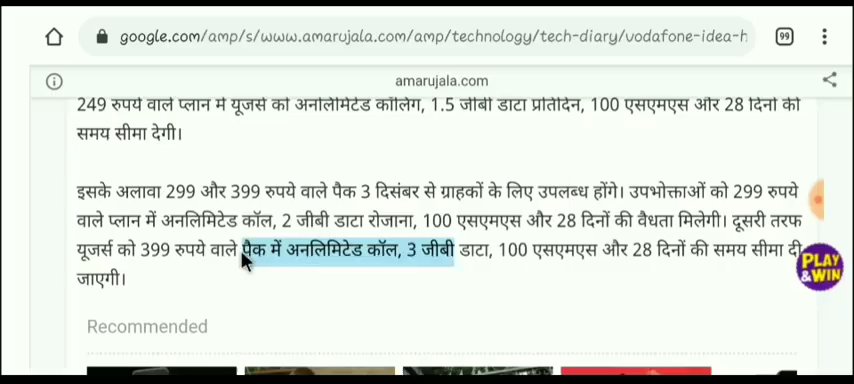 google.com/amp/s/www.amarujala.com/amp/technology/tech-diary/vodafone-idea-h
99
amarujala.com
249 रुपये वाले प्लान में यूजर्स को अनलिमिटेड कॉलिंग, 1.5 जीबी डाटा प्रतिदिन, 100 एसएमएस और 28 दिनों की
समय सीमा देगी।
इसके अलावा 299 और 399 रुपये वाले पैक 3 दिसंबर से ग्राहकों के लिए उपलब्ध होंगे। उपभोक्ताओं को 299 रुपये
वाले प्लान में अनलिमिटेड कॉल, 2 जीबी डाटा रोजाना, 100 एसएमएस और 28 दिनों की वैधता मिलेगी। दूसरी तरफ
यूजर्स को 399 रुपये वाले पैक में अनलिमिटेड कॉल, 3 जीबी डाटा, 100 एसएमएस और 28 दिनों की समय सीमा दी
जाएगी।
PLAY
&WIN
Recommended